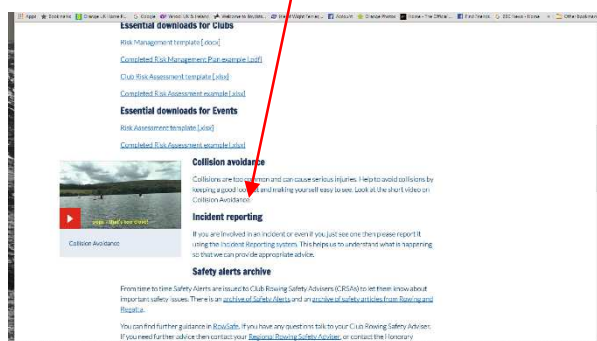 Essential downloads for Clubs
Risk Management template [.docx]
Completed Risk Management Plan example [.pdf]
Club Risk Assessment template [.xlsx]
Completed Risk Assessment example [.xlsx]
Essential downloads for Events
Risk Assessment template [.xlsx]
Completed Risk Assessment example [.xlsx]
Collision avoidance
Collisions are too common and can cause serious injuries. Help to avoid collisions by
keeping a good lookout and making yourself easy to see. Look at the short video on
Collision Avoidance
Collision Avoidance
Incident reporting
If you are involved in an incident or even if you just see one then please report it
using the Incident Reporting system. This helps us to understand what is happening
so that we can provide appropriate advice.
Safety alerts archive
From time to time Safety Alerts are issued to Club Rowing Safety Advisers (CRSAs) to let them know about
important safety issues. There is an archive of Safety Alerts and an archive of safety articles from Rowing and
Regatta.
You can find further guidance in RowSafe. If you have any questions talk to your Club Rowing Safety Adviser.
If you need further advice then contact your Regional Rowing Safety Adviser, or contact the Honorary